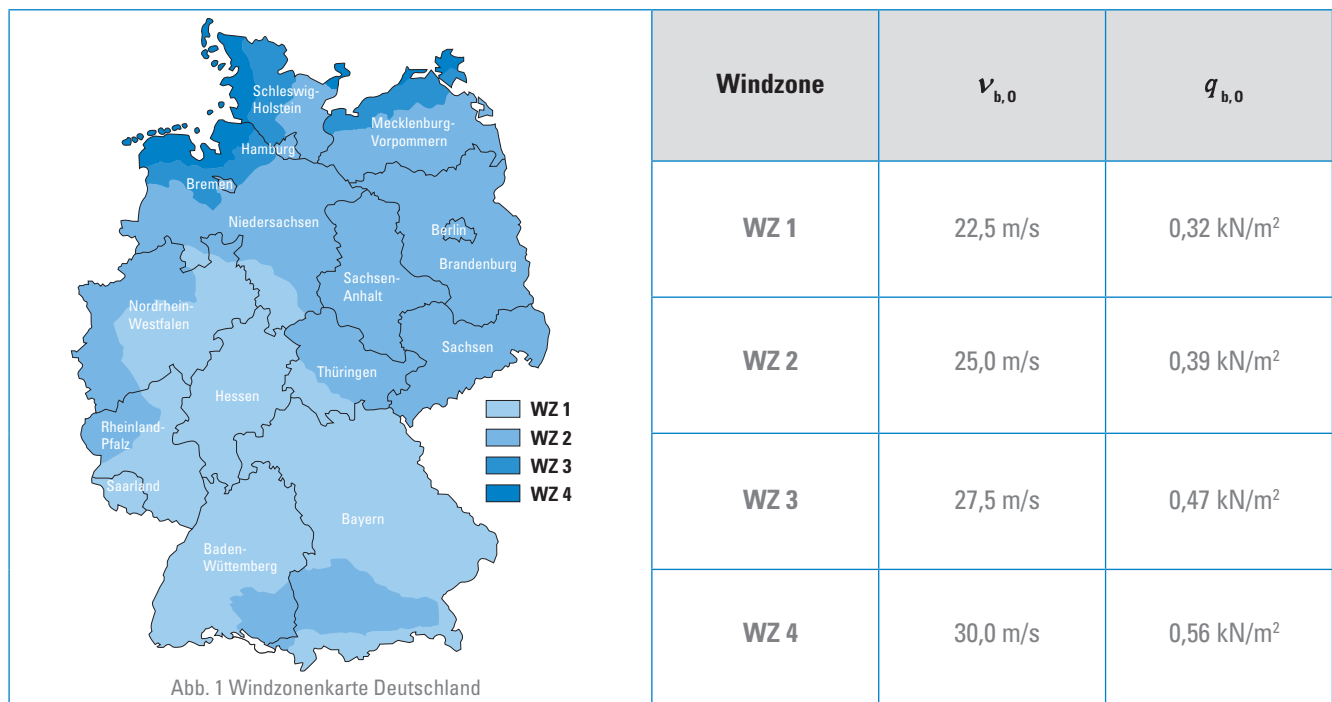 Schleswig-
Holstein
Mecklenburg-
Vorpommern
Hamburg
Bremen
Niedersachsen
Berlin
Brandenburg
Sachsen-
Anhalt
Nordrhein-
Westfalen
Sachsen
Thüringen
Hessen
Rheinland-
Pfalz
Saarland
Bayern
Baden-
Wüttemberg
WZ 1
WZ 2
WZ 3
WZ 4
Abb. 1 Windzonenkarte Deutschland
Windzone v b,0 q b,0
WZ 1 22,5 m/s 0,32 kN/m²
WZ 2 25,0 m/s 0,39 kN/m²
WZ 3 27,5 m/s 0,47 kN/m²
WZ 4 30,0 m/s 0,56 kN/m²